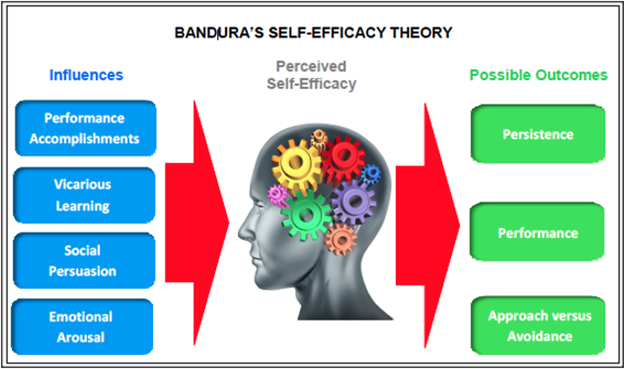 BANDURA'S SELF-EFFICACY THEORY
Influences
Perceived
Self-Efficacy
Possible Outcomes
Performance
Accomplishments
Vicarious
Learning
Social
Persuasion
Emotional
Arousal
Persistence
Performance
Approach versus
Avoidance